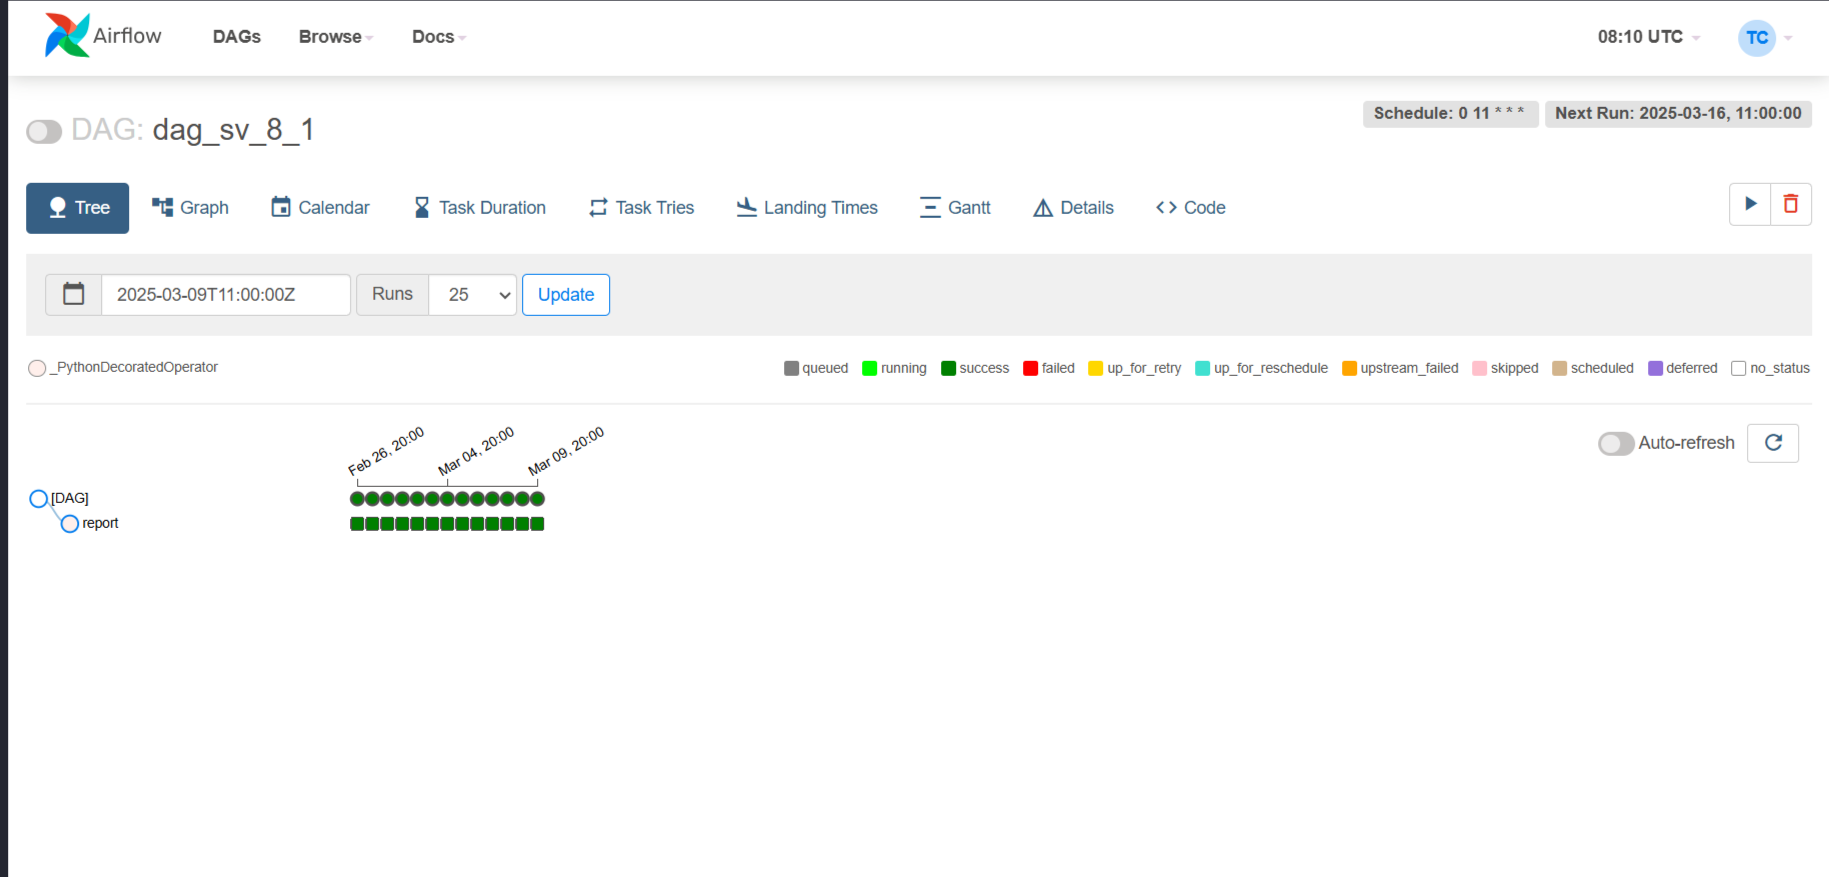 Airflow DAGs Browse Docs 08:10 UTC TC
Schedule: 0 11 * * * Next Run: 2025-03-16, 11:00:00
DAG: dag_sv_8_1
Tree Graph Calendar Task Duration Task Tries Landing Times Gantt Details Code
2025-03-09T11:00:00Z Runs 25 Update
_PythonDecoratedOperator queued running success failed up_for_retry up_for_reschedule upstream_failed skipped scheduled deferred no_status
Feb 26, 20:00 Mar 04, 20:00 Mar 09, 20:00
Auto-refresh
[DAG]
report